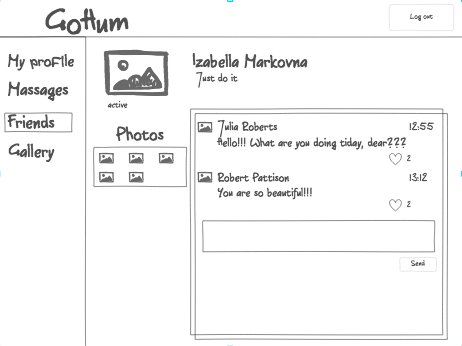 Gottum
Log out
My profile
Massages
Friends
Gallery
active
Photos
Izabella Markovna
Just do it
Julia Roberts 12:55
Hello!!! What are you doing tiday, dear???
2
Robert Pattison 13:12
You are so beautiful!!!
2
Send